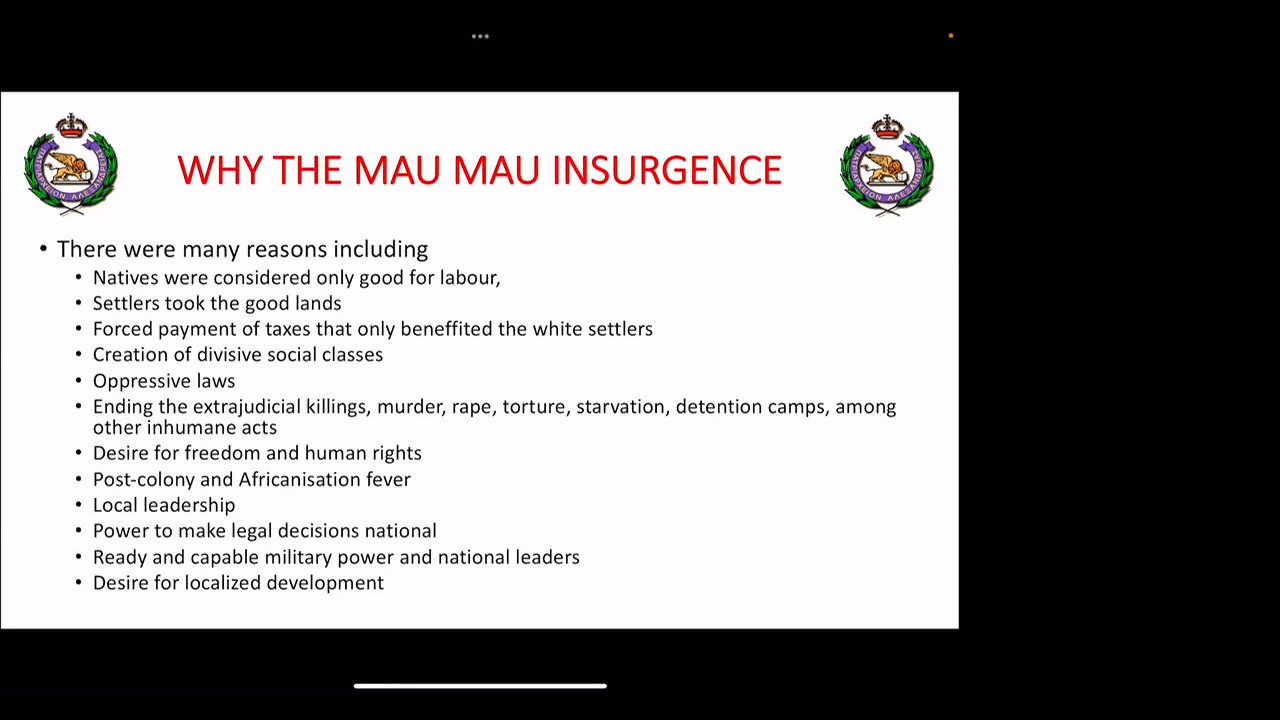 WHY THE MAU MAU INSURGENCE
• There were many reasons including
• Natives were considered only good for labour,
• Settlers took the good lands
• Forced payment of taxes that only beneffited the white settlers
• Creation of divisive social classes
• Oppressive laws
• Ending the extrajudicial killings, murder, rape, torture, starvation, detention camps, among
other inhumane acts
• Desire for freedom and human rights
• Post-colony and Africanisation fever
• Local leadership
• Power to make legal decisions national
• Ready and capable military power and national leaders
• Desire for localized development